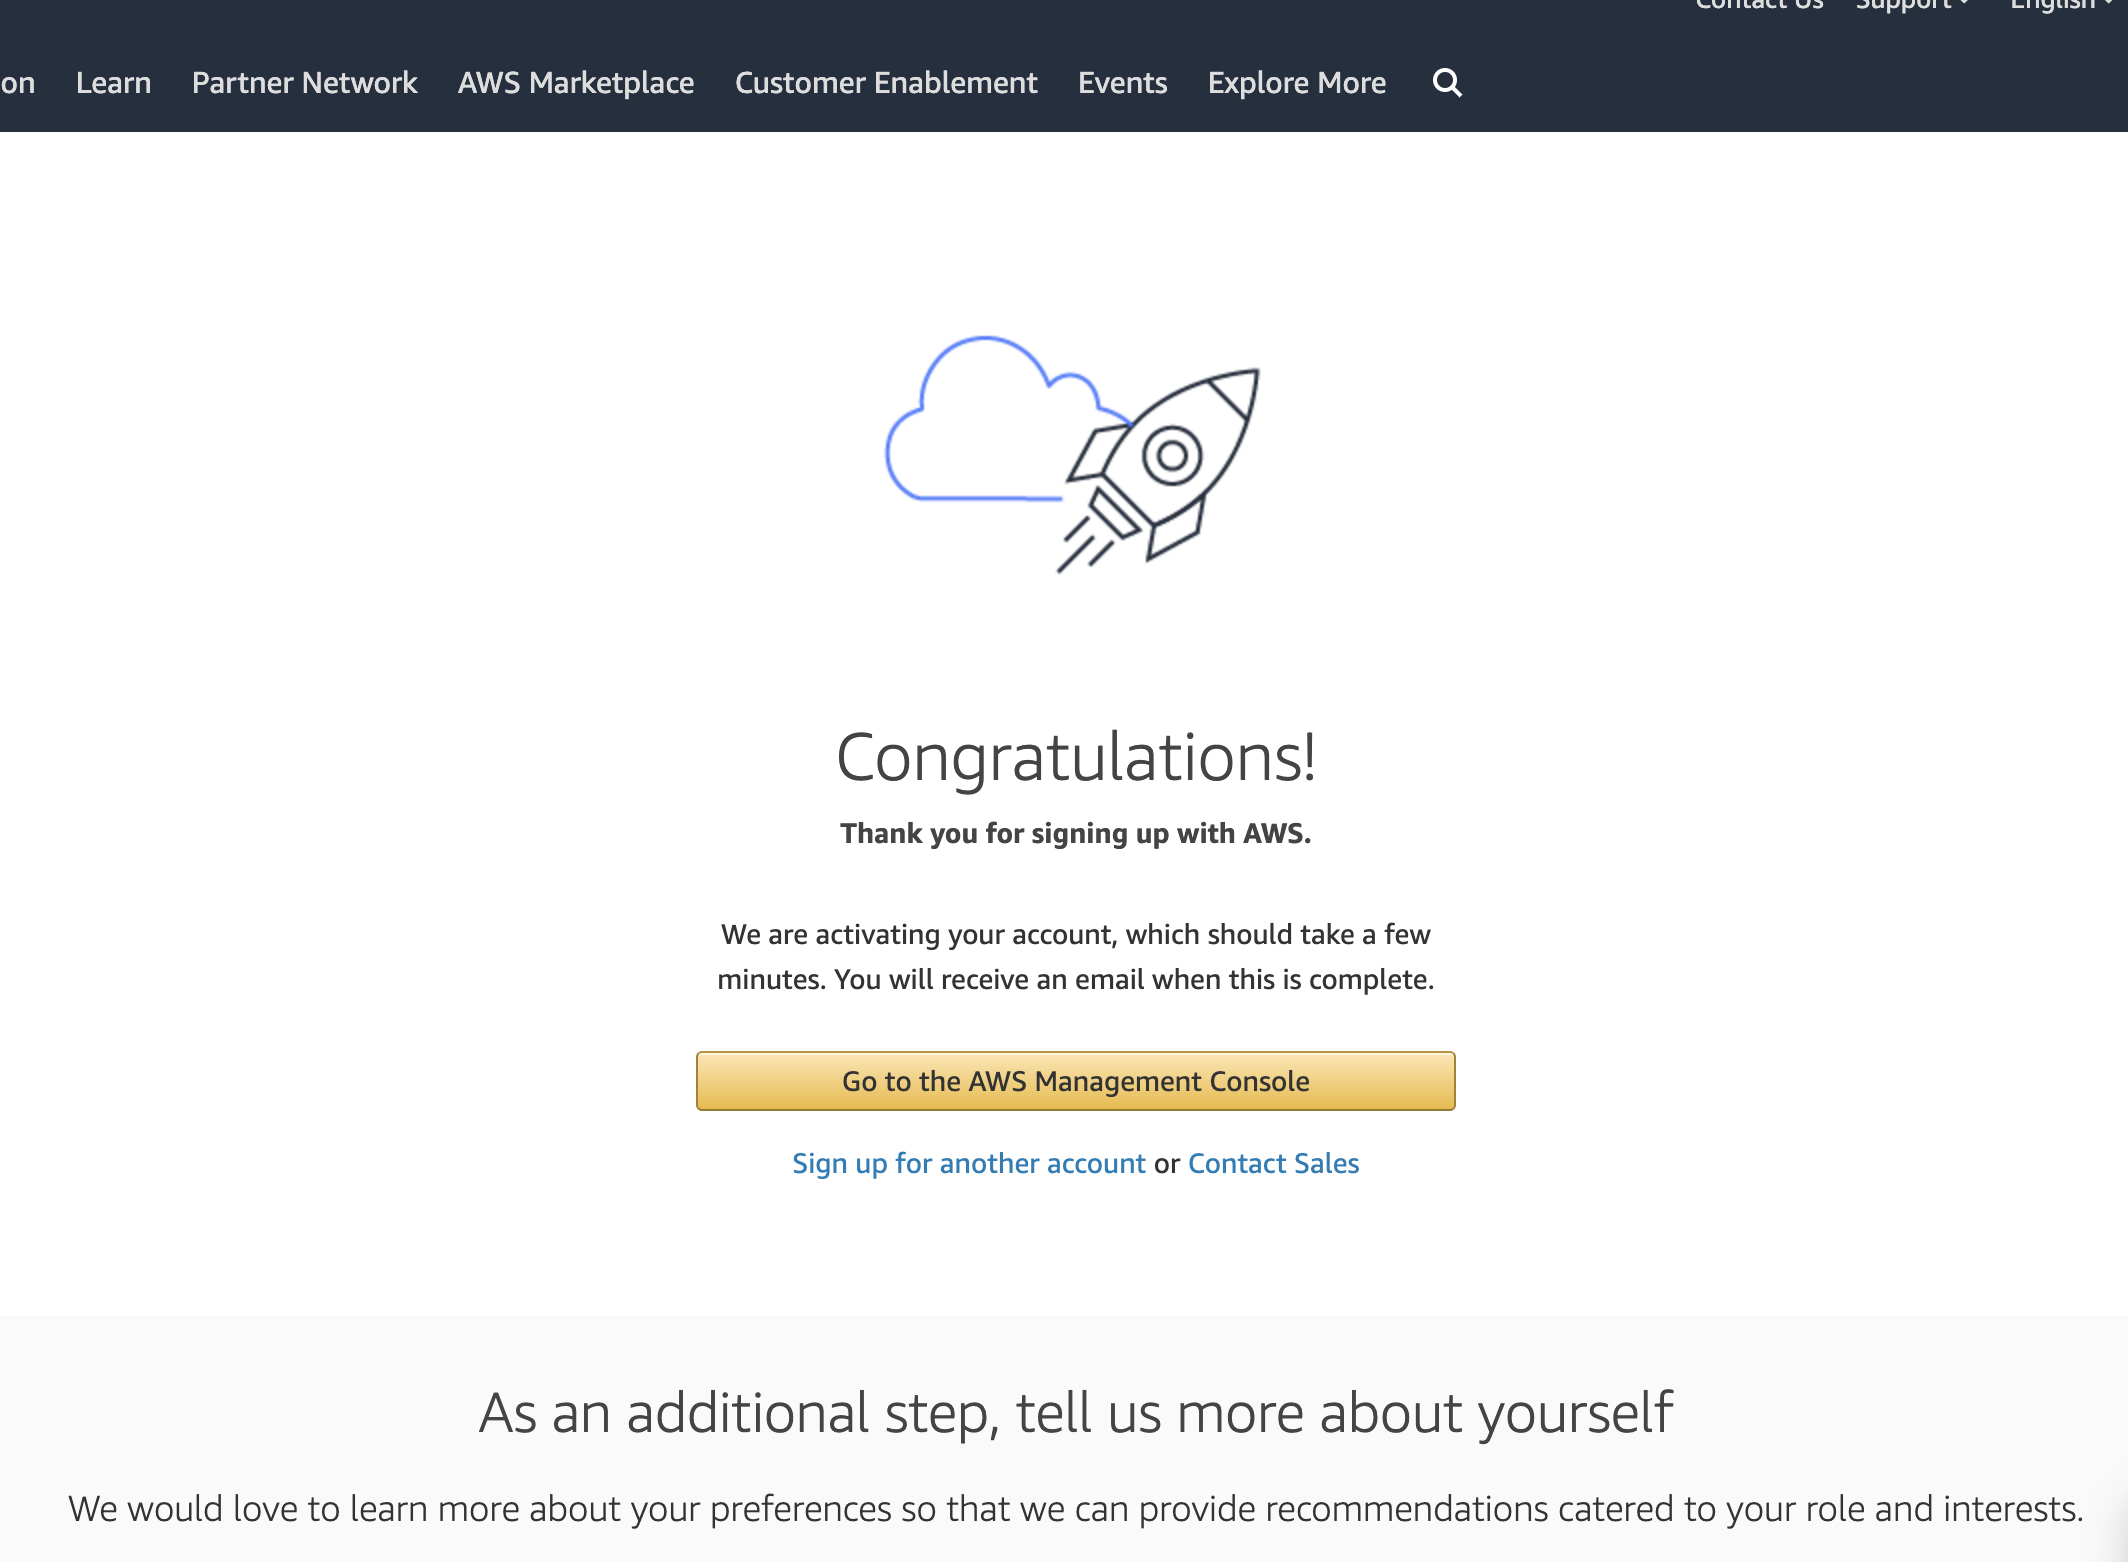 Contact Us Support English
on Learn Partner Network AWS Marketplace Customer Enablement Events Explore More
Congratulations!
Thank you for signing up with AWS.
We are activating your account, which should take a few
minutes. You will receive an email when this is complete.
Go to the AWS Management Console
Sign up for another account or Contact Sales
As an additional step, tell us more about yourself
We would love to learn more about your preferences so that we can provide recommendations catered to your role and interests.